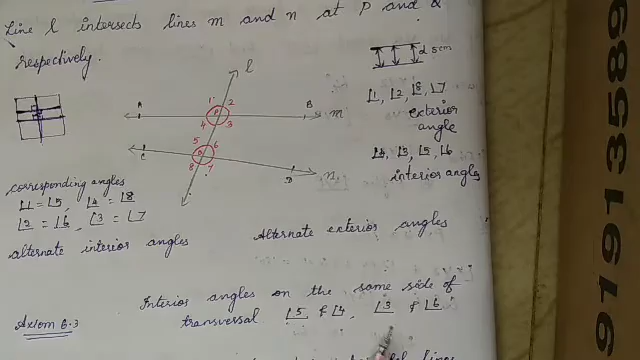 Line l intersects lines m and n at P and Q
respectively.
d 5cm
l
1 2
P
A
B
m
4 3
∠1, ∠2, ∠8, ∠7
exterior
angle
5 6
Q
C
8 7
D
n
∠4, ∠3, ∠5, ∠6
interior angles
corresponding angles
∠1 = ∠5, ∠4 = ∠8
∠2 = ∠6, ∠3 = ∠7
alternate interior angles
Alternate exterior angles
Interior angles on the same side of
transversal ∠5 & ∠4, ∠3 & ∠6
Axiom 6.3
lines
9191358